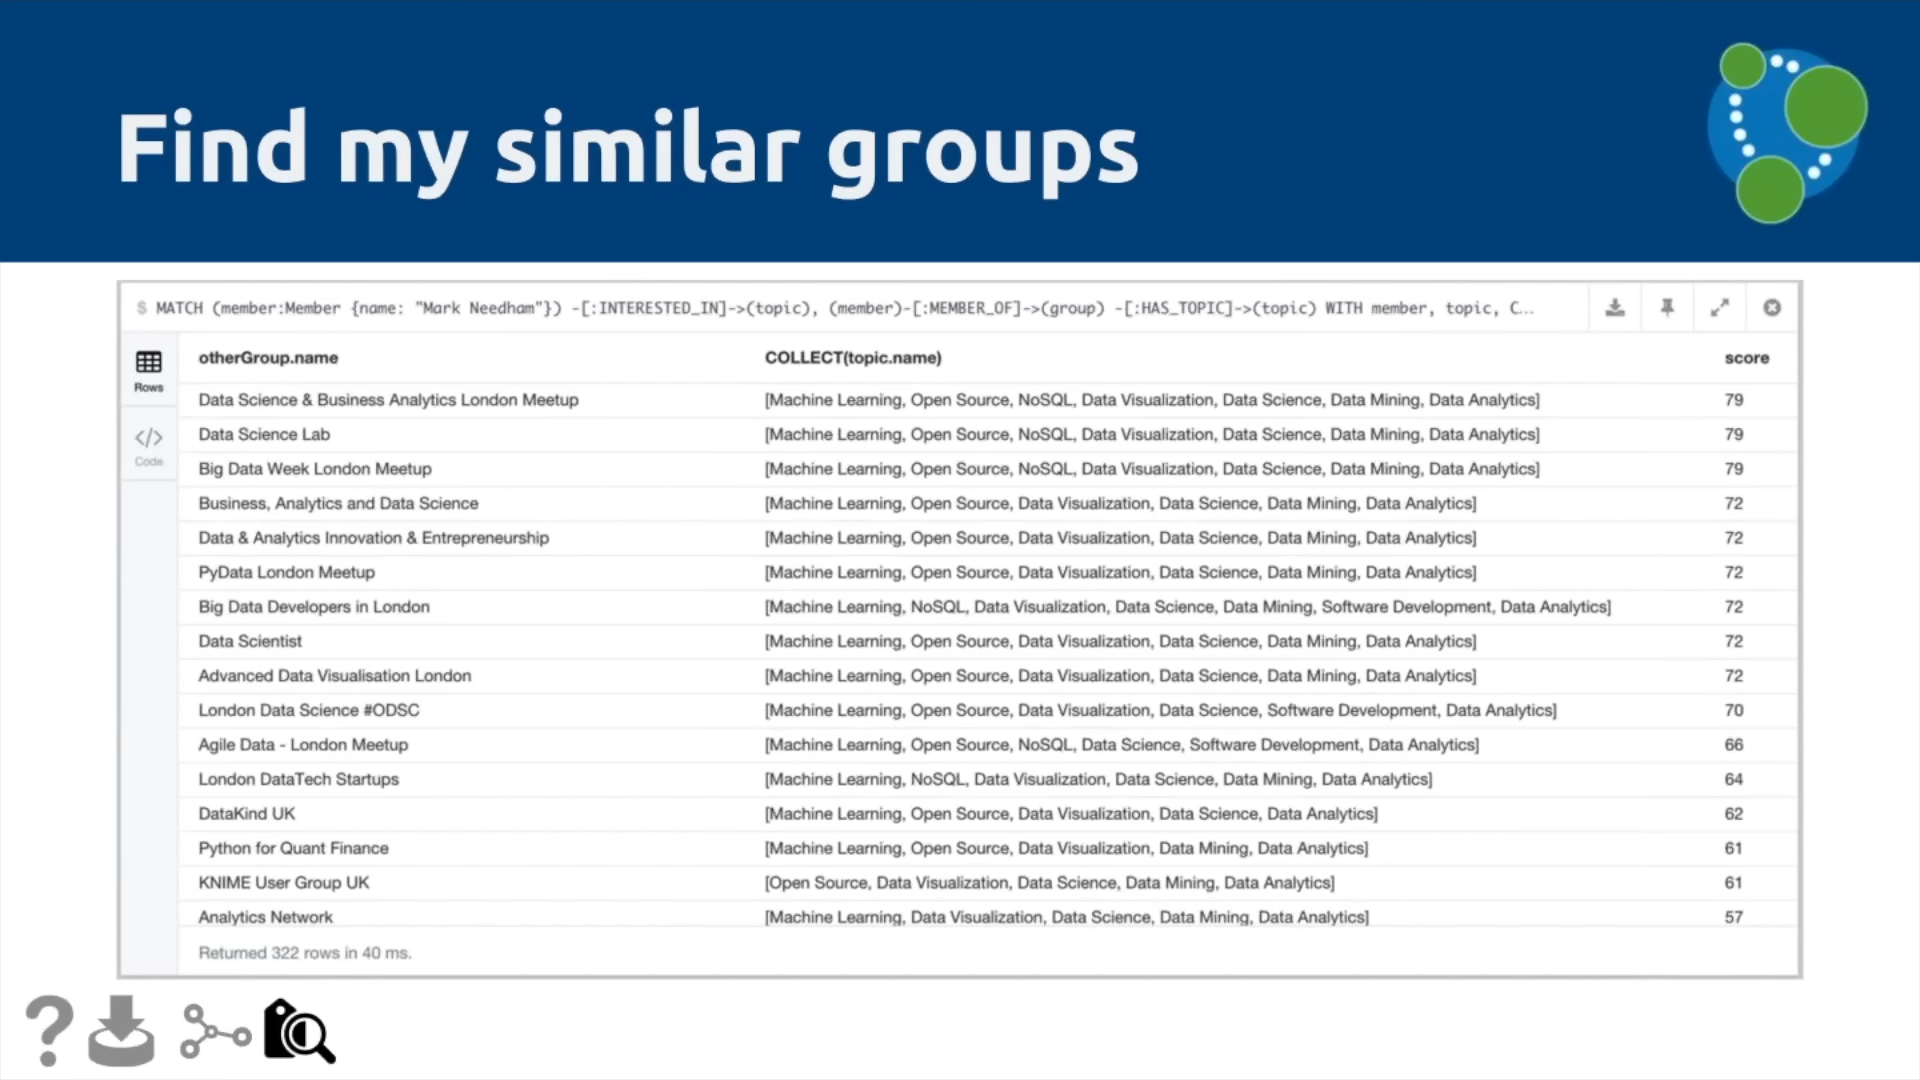 Find my similar groups
$ MATCH (member:Member {name: "Mark Needham"}) -[:INTERESTED_IN]->(topic), (member)-[:MEMBER_OF]->(group) -[:HAS_TOPIC]->(topic) WITH member, topic, C…
Rows
Code
otherGroup.name COLLECT(topic.name) score
Data Science & Business Analytics London Meetup [Machine Learning, Open Source, NoSQL, Data Visualization, Data Science, Data Mining, Data Analytics] 79
Data Science Lab [Machine Learning, Open Source, NoSQL, Data Visualization, Data Science, Data Mining, Data Analytics] 79
Big Data Week London Meetup [Machine Learning, Open Source, NoSQL, Data Visualization, Data Science, Data Mining, Data Analytics] 79
Business, Analytics and Data Science [Machine Learning, Open Source, Data Visualization, Data Science, Data Mining, Data Analytics] 72
Data & Analytics Innovation & Entrepreneurship [Machine Learning, Open Source, Data Visualization, Data Science, Data Mining, Data Analytics] 72
PyData London Meetup [Machine Learning, Open Source, Data Visualization, Data Science, Data Mining, Data Analytics] 72
Big Data Developers in London [Machine Learning, NoSQL, Data Visualization, Data Science, Data Mining, Software Development, Data Analytics] 72
Data Scientist [Machine Learning, Open Source, Data Visualization, Data Science, Data Mining, Data Analytics] 72
Advanced Data Visualisation London [Machine Learning, Open Source, Data Visualization, Data Science, Data Mining, Data Analytics] 72
London Data Science #ODSC [Machine Learning, Open Source, Data Visualization, Data Science, Software Development, Data Analytics] 70
Agile Data - London Meetup [Machine Learning, Open Source, NoSQL, Data Science, Software Development, Data Analytics] 66
London DataTech Startups [Machine Learning, NoSQL, Data Visualization, Data Science, Data Mining, Data Analytics] 64
DataKind UK [Machine Learning, Open Source, Data Visualization, Data Science, Data Analytics] 62
Python for Quant Finance [Machine Learning, Open Source, Data Visualization, Data Mining, Data Analytics] 61
KNIME User Group UK [Open Source, Data Visualization, Data Science, Data Mining, Data Analytics] 61
Analytics Network [Machine Learning, Data Visualization, Data Science, Data Mining, Data Analytics] 57
Returned 322 rows in 40 ms.